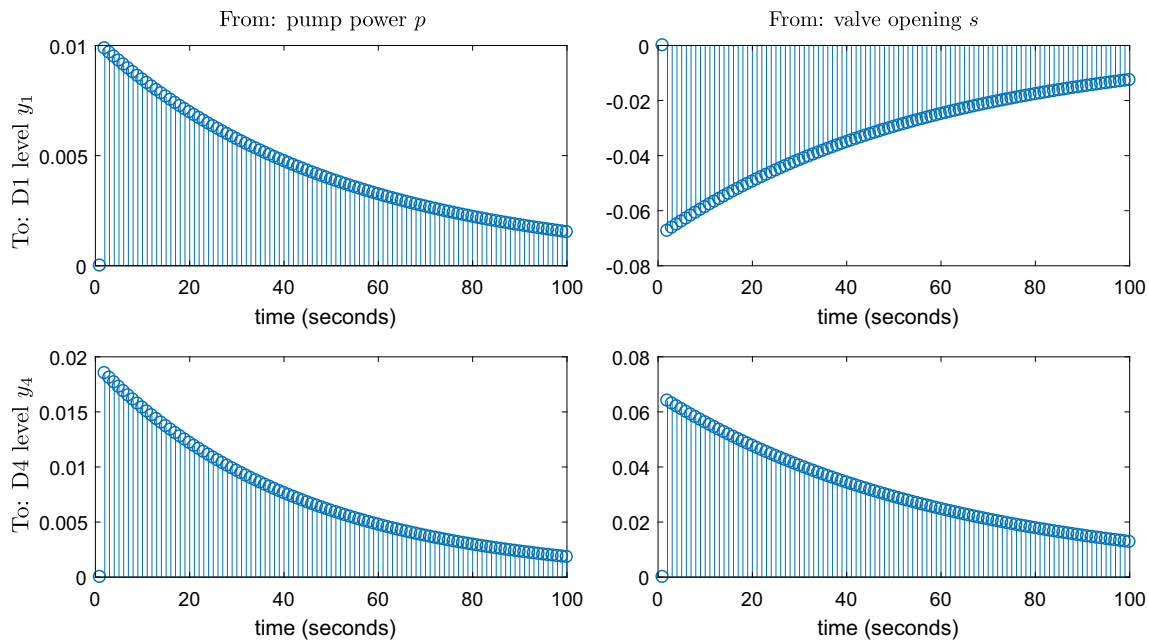 From: pump power p
From: valve opening s
To: D1 level y₁
0.01
0.005
0
0 20 40 60 80 100
time (seconds)
0
-0.02
-0.04
-0.06
-0.08
0 20 40 60 80 100
time (seconds)
To: D4 level y₄
0.02
0.015
0.01
0.005
0
0 20 40 60 80 100
time (seconds)
0.08
0.06
0.04
0.02
0
0 20 40 60 80 100
time (seconds)